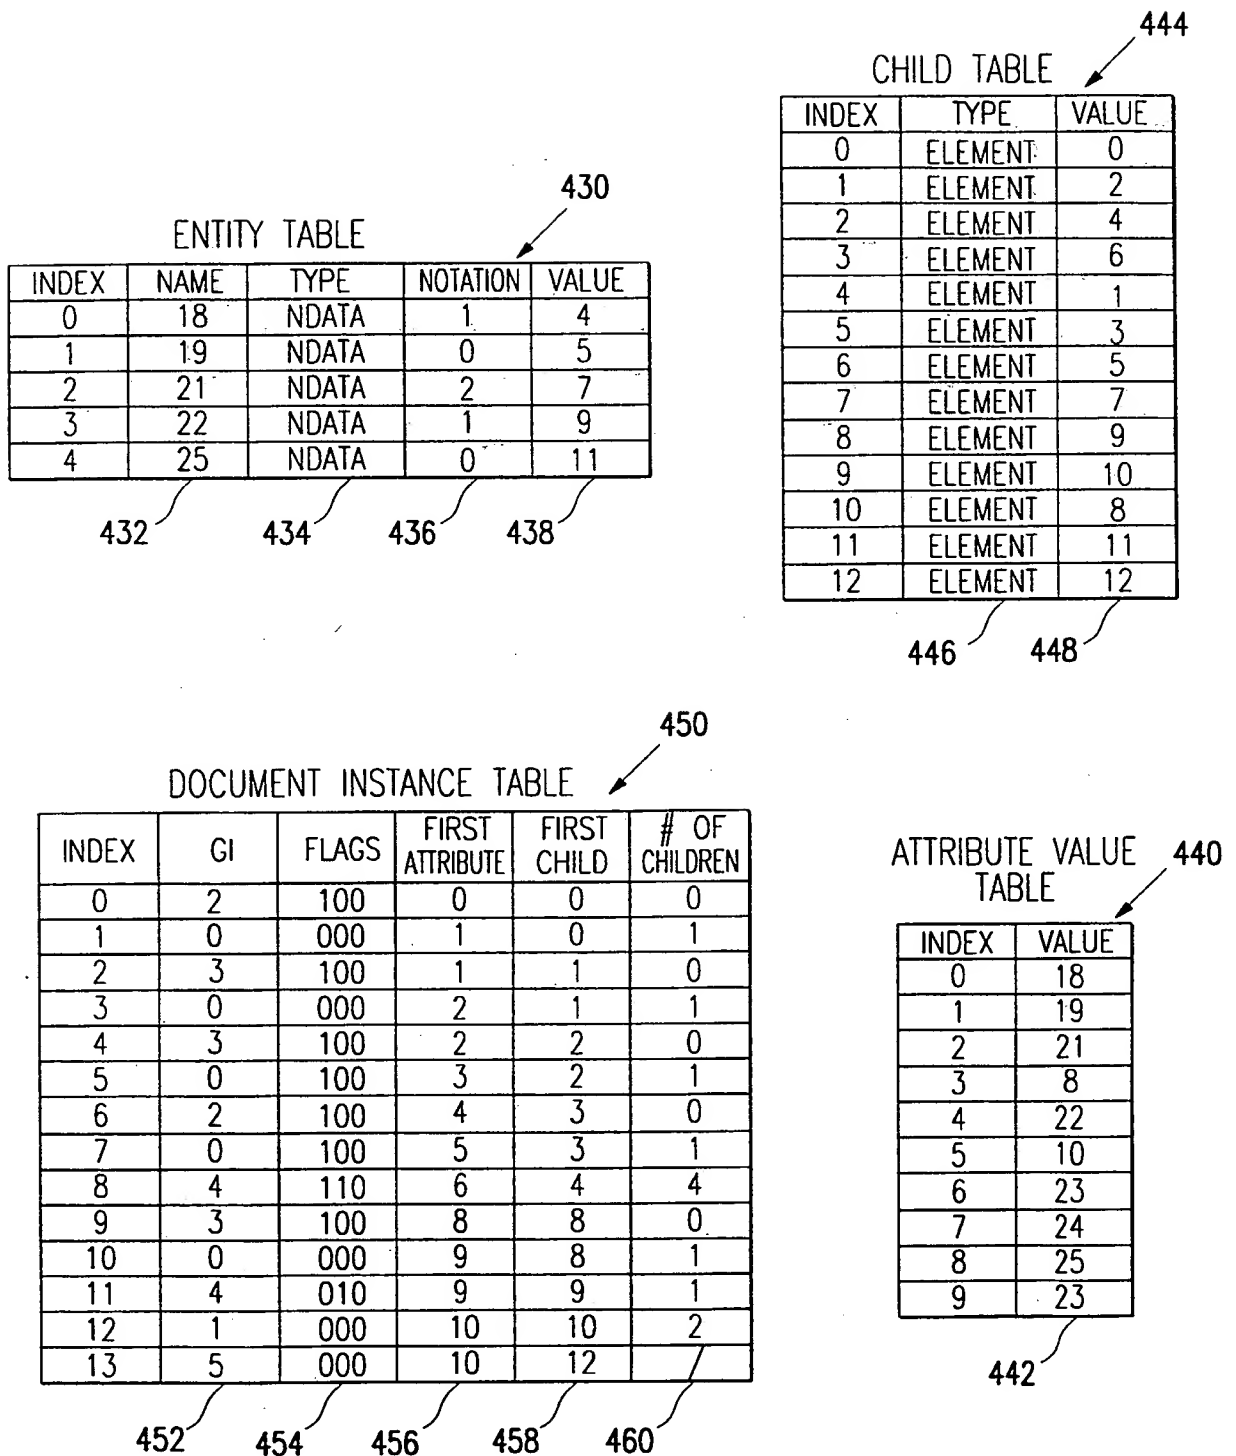 444
CHILD TABLE
INDEX TYPE VALUE
0 ELEMENT 0
1 ELEMENT 2
2 ELEMENT 4
3 ELEMENT 6
4 ELEMENT 1
5 ELEMENT 3
6 ELEMENT 5
7 ELEMENT 7
8 ELEMENT 9
9 ELEMENT 10
10 ELEMENT 8
11 ELEMENT 11
12 ELEMENT 12
446 448
430
ENTITY TABLE
INDEX NAME TYPE NOTATION VALUE
0 18 NDATA 1 4
1 19 NDATA 0 5
2 21 NDATA 2 7
3 22 NDATA 1 9
4 25 NDATA 0 11
432 434 436 438
450
DOCUMENT INSTANCE TABLE
INDEX GI FLAGS FIRST ATTRIBUTE FIRST CHILD # OF CHILDREN
0 2 100 0 0 0
1 0 000 1 0 1
2 3 100 1 1 0
3 0 000 2 1 1
4 3 100 2 2 0
5 0 100 3 2 1
6 2 100 4 3 0
7 0 100 5 3 1
8 4 110 6 4 4
9 3 100 8 8 0
10 0 000 9 8 1
11 4 010 9 9 1
12 1 000 10 10 2
13 5 000 10 12
452 454 456 458 460
ATTRIBUTE VALUE
TABLE
440
INDEX VALUE
0 18
1 19
2 21
3 8
4 22
5 10
6 23
7 24
8 25
9 23
442